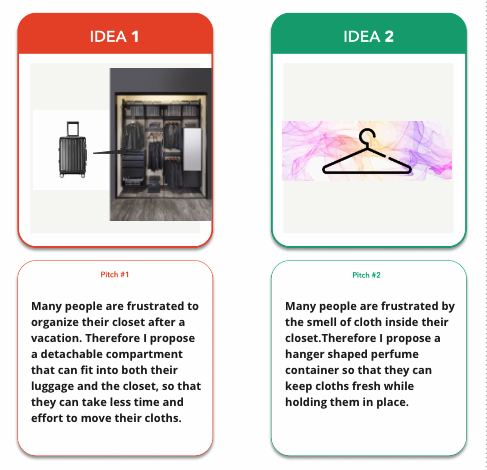 IDEA 1
IDEA 2
Pitch #1
Many people are frustrated to
organize their closet after a
vacation. Therefore I propose
a detachable compartment
that can fit into both their
luggage and the closet, so that
they can take less time and
effort to move their cloths.
Pitch #2
Many people are frustrated by
the smell of cloth inside their
closet.Therefore I propose a
hanger shaped perfume
container so that they can
keep cloths fresh while
holding them in place.